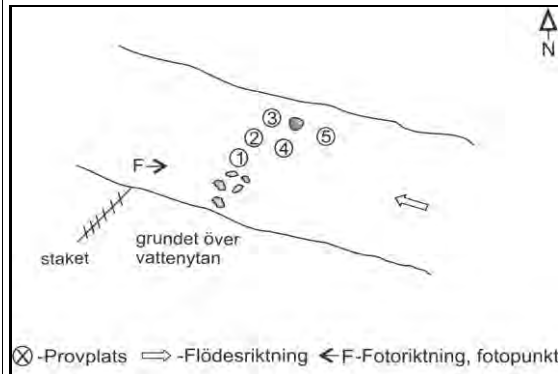 N
3
2
5
4
1
F
staket
grundet över
vattenytan
X -Provplats -Flödesriktning F-Fotoriktning, fotopunkt